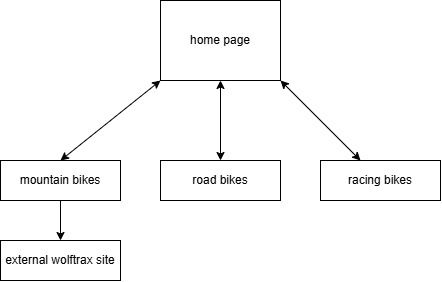 home page
mountain bikes
road bikes
racing bikes
external wolftrax site